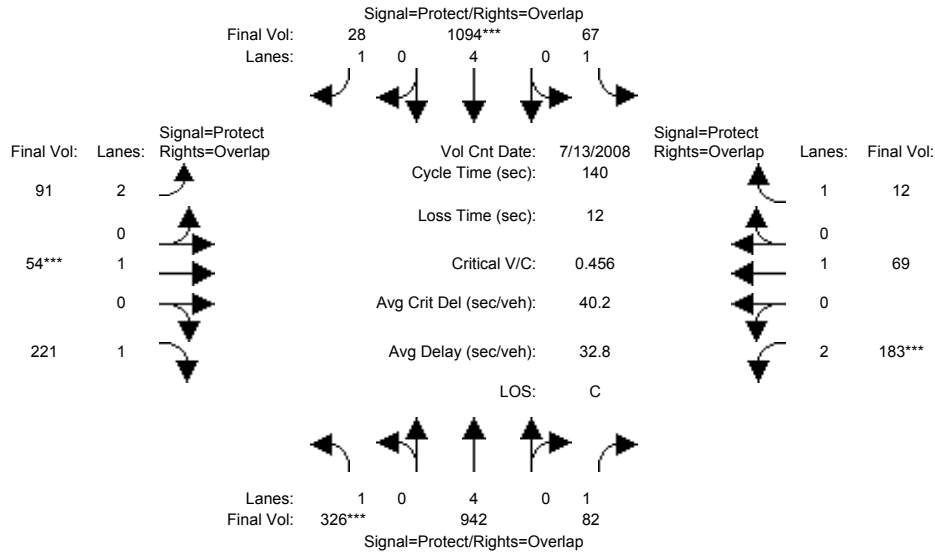 Signal=Protect/Rights=Overlap
Final Vol: 28 1094*** 67
Lanes: 1 0 4 0 1
Signal=Protect
Final Vol: Lanes: Rights=Overlap
Vol Cnt Date: 7/13/2008
Signal=Protect
Rights=Overlap Lanes: Final Vol:
Cycle Time (sec): 140
91 2
1 12
Loss Time (sec): 12
0
0
54*** 1
Critical V/C: 0.456
1 69
0
Avg Crit Del (sec/veh): 40.2
0
221 1
Avg Delay (sec/veh): 32.8
2 183***
LOS: C
Lanes: 1 0 4 0 1
Final Vol: 326*** 942 82
Signal=Protect/Rights=Overlap